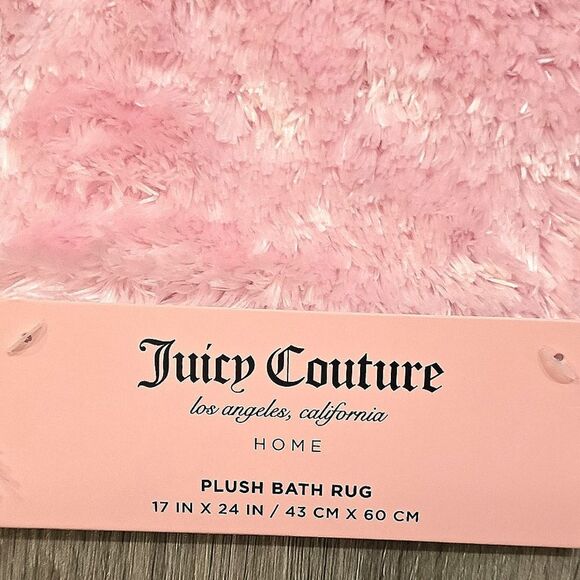 Juicy Couture
los angeles, california
HOME
PLUSH BATH RUG
17 IN X 24 IN / 43 CM X 60 CM